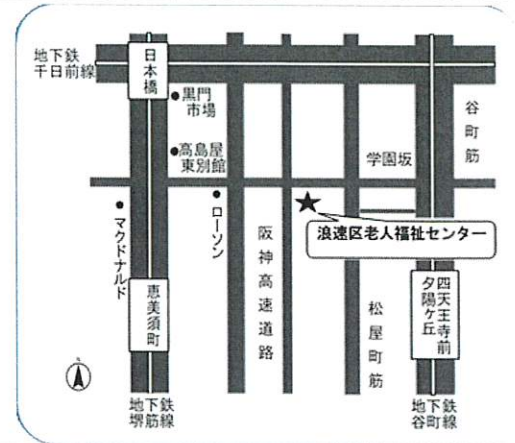 地下鉄
千日前線
日本橋
黒門
市場
高島屋
東別館
学園坂
谷町筋
マクドナルド
ローソン
浪速区老人福祉センター
阪神高速道路
松屋町筋
恵美須町
四天王寺前
夕陽ヶ丘
地下鉄
堺筋線
地下鉄
谷町線
N